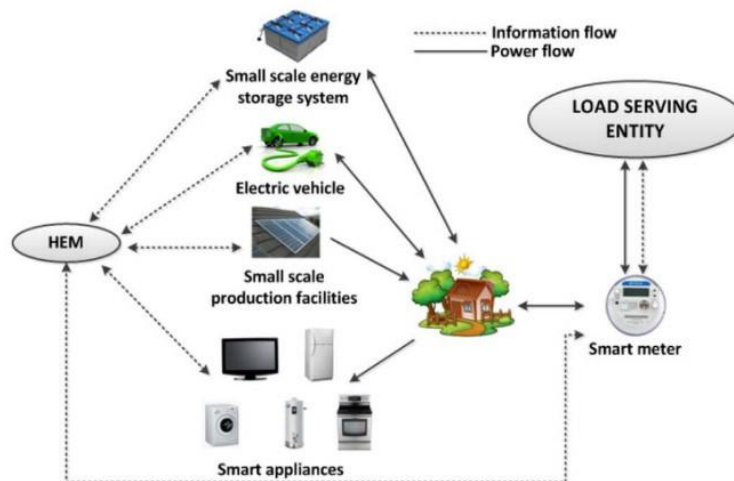 Information flow
Power flow
Small scale energy
storage system
LOAD SERVING
ENTITY
Electric vehicle
HEM
Small scale
production facilities
Smart meter
Smart appliances